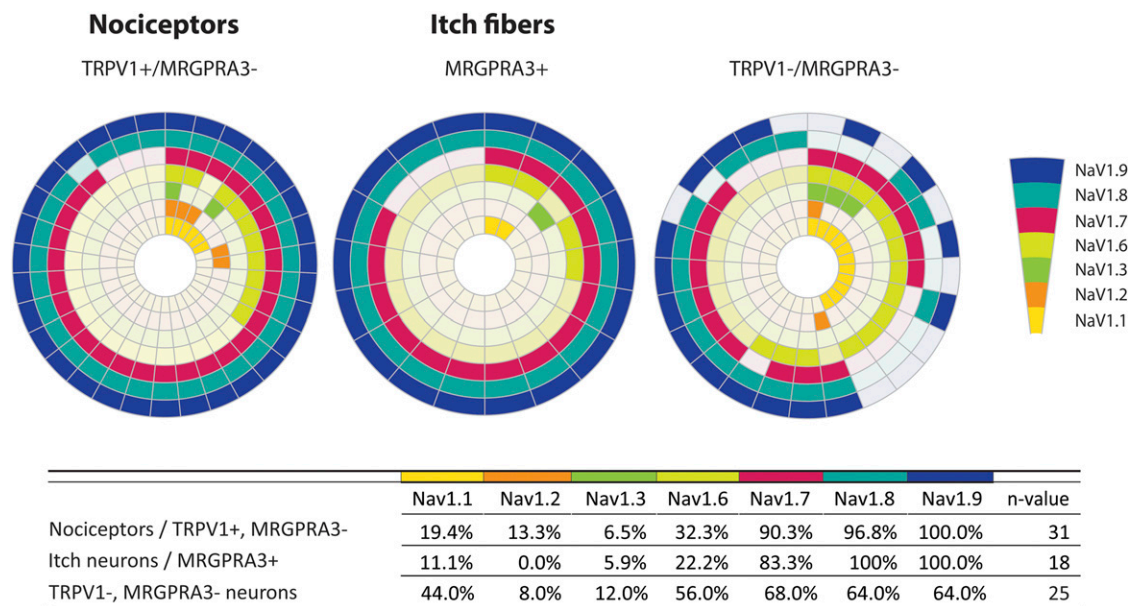 Nociceptors
Itch fibers
TRPV1+/MRGPRA3-
MRGPRA3+
TRPV1-/MRGPRA3-
NaV1.9
NaV1.8
NaV1.7
NaV1.6
NaV1.3
NaV1.2
NaV1.1
Nav1.1 Nav1.2 Nav1.3 Nav1.6 Nav1.7 Nav1.8 Nav1.9 n-value
Nociceptors / TRPV1+, MRGPRA3- 19.4% 13.3% 6.5% 32.3% 90.3% 96.8% 100.0% 31
Itch neurons / MRGPRA3+ 11.1% 0.0% 5.9% 22.2% 83.3% 100% 100.0% 18
TRPV1-, MRGPRA3- neurons 44.0% 8.0% 12.0% 56.0% 68.0% 64.0% 64.0% 25